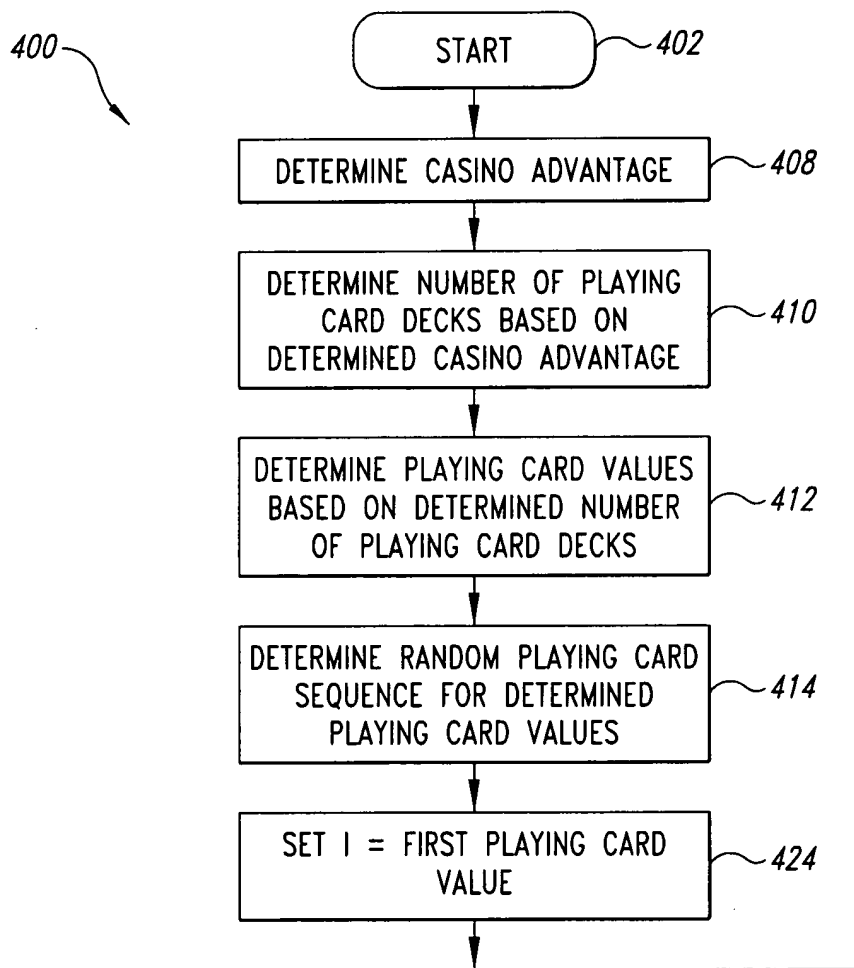 400
START
402
DETERMINE CASINO ADVANTAGE
408
DETERMINE NUMBER OF PLAYING
CARD DECKS BASED ON
DETERMINED CASINO ADVANTAGE
410
DETERMINE PLAYING CARD VALUES
BASED ON DETERMINED NUMBER
OF PLAYING CARD DECKS
412
DETERMINE RANDOM PLAYING CARD
SEQUENCE FOR DETERMINED
PLAYING CARD VALUES
414
SET I = FIRST PLAYING CARD
VALUE
424